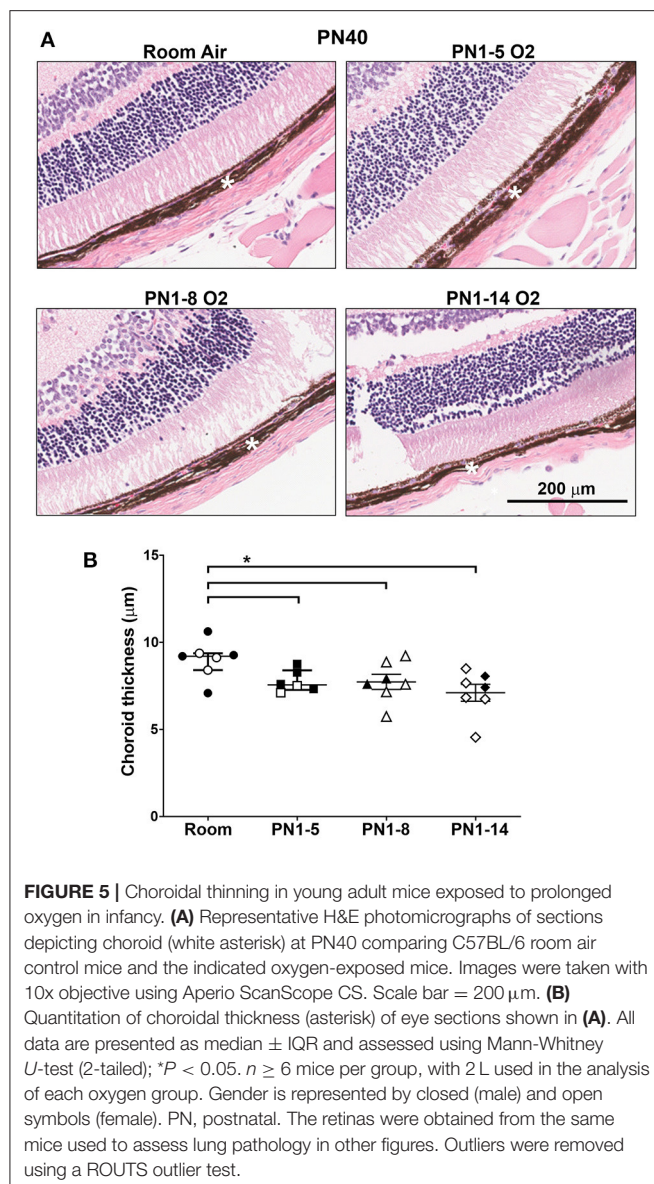 A
PN40
Room Air
PN1-5 O2
*
*
PN1-8 O2
PN1-14 O2
*
*
200 μm
B
*
Choroid thickness (μm)
15
10
5
0
Room
PN1-5
PN1-8
PN1-14
FIGURE 5 | Choroidal thinning in young adult mice exposed to prolonged
oxygen in infancy. (A) Representative H&E photomicrographs of sections
depicting choroid (white asterisk) at PN40 comparing C57BL/6 room air
control mice and the indicated oxygen-exposed mice. Images were taken with
10x objective using Aperio ScanScope CS. Scale bar = 200 μm. (B)
Quantitation of choroidal thickness (asterisk) of eye sections shown in (A). All
data are presented as median ± IQR and assessed using Mann-Whitney
U-test (2-tailed); *P < 0.05. n ≥ 6 mice per group, with 2 L used in the analysis
of each oxygen group. Gender is represented by closed (male) and open
symbols (female). PN, postnatal. The retinas were obtained from the same
mice used to assess lung pathology in other figures. Outliers were removed
using a ROUTS outlier test.